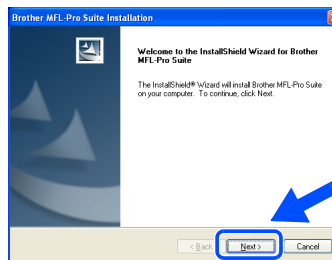 Brother MFL-Pro Suite Installation
Welcome to the InstallShield Wizard for Brother
MFL-Pro Suite
The InstallShield® Wizard will install Brother MFL-Pro Suite
on your computer. To continue, click Next.
< Back
Next >
Cancel